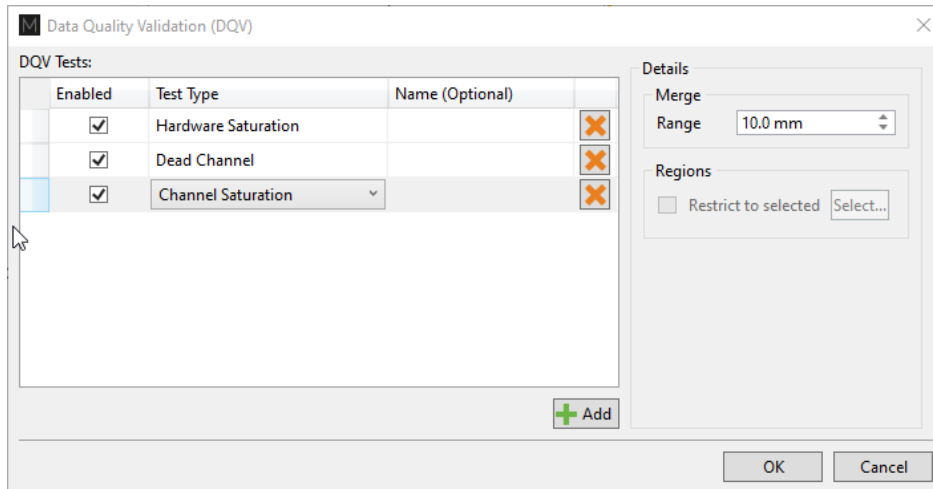 M Data Quality Validation (DQV)
DQV Tests:
Enabled Test Type Name (Optional)
Hardware Saturation
Dead Channel
Channel Saturation
Add
Details
Merge
Range 10.0 mm
Regions
Restrict to selected Select...
OK Cancel